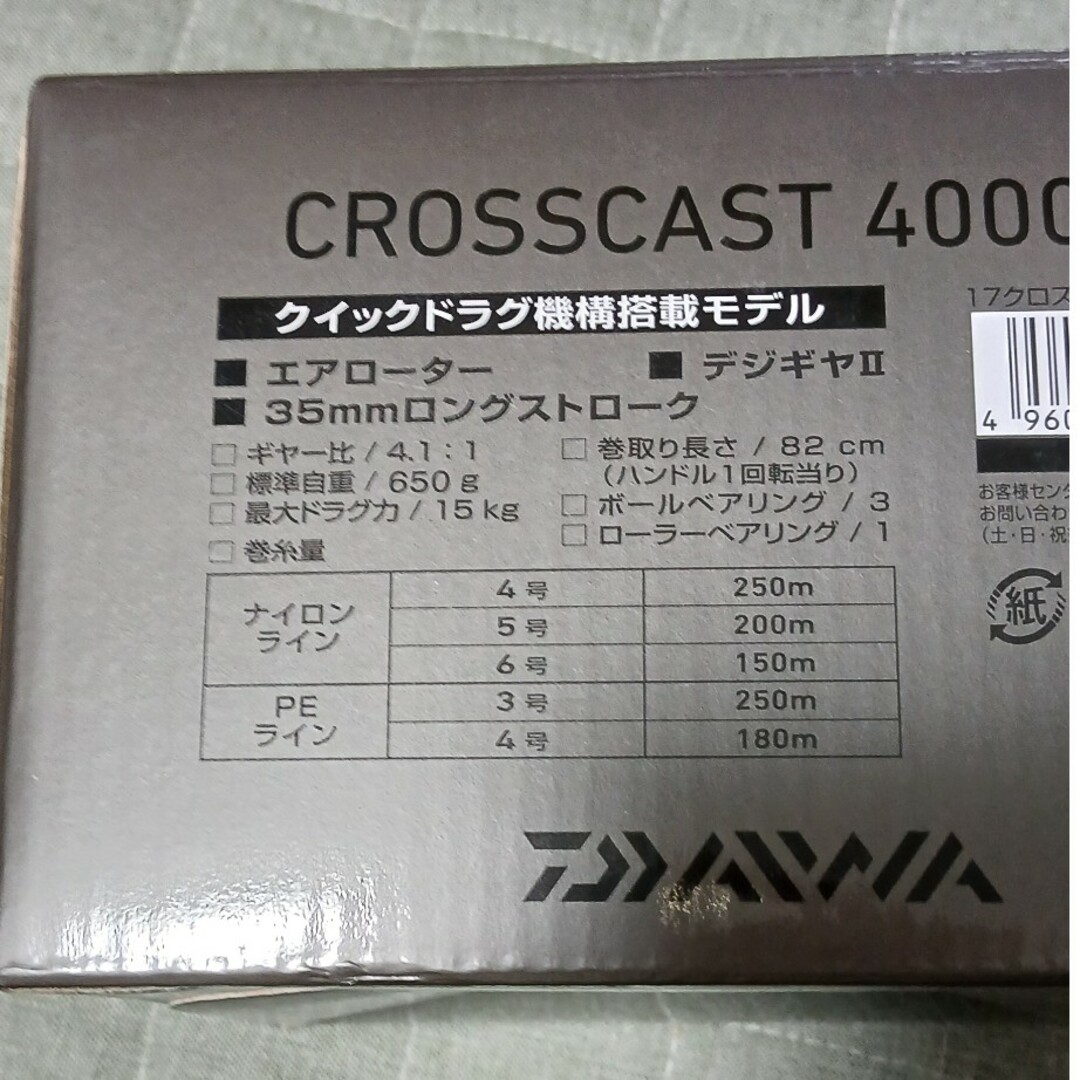 CROSSCAST 4000
クイックドラグ機構搭載モデル
■ エアローター ■ デジギヤⅡ
■ 35mmロングストローク
□ ギヤー比 / 4.1:1
□ 標準自重 / 650g
□ 最大ドラグ力 / 15kg
□ 巻取り長さ / 82cm
(ハンドル1回転当り)
□ ボールベアリング / 3
□ ローラーベアリング / 1
□ 巻糸量
ナイロン
ライン
4号 250m
5号 200m
6号 150m
PE
ライン
3号 250m
4号 180m
DAIWA
17クロス
4 960
お客様セン
お問い合わ
(土・日・祝
紙